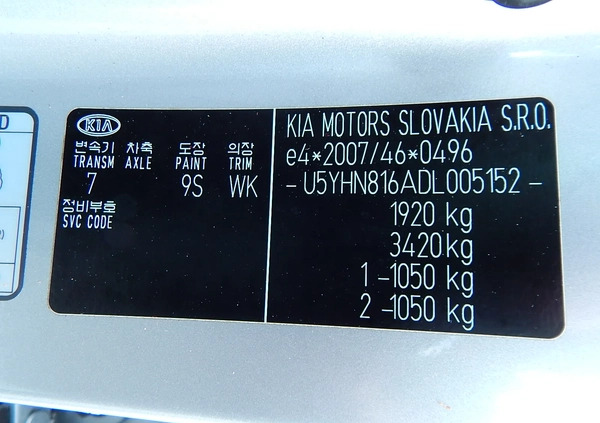 KIA
변속기 차축 도장 의장
TRANSM AXLE PAINT TRIM
7 9S WK
정비부호
SVC CODE
KIA MOTORS SLOVAKIA S.R.O.
e4*2007/46*0496
- U5YHN816ADL005152 -
1920 kg
3420 kg
1 -1050 kg
2 -1050 kg
D